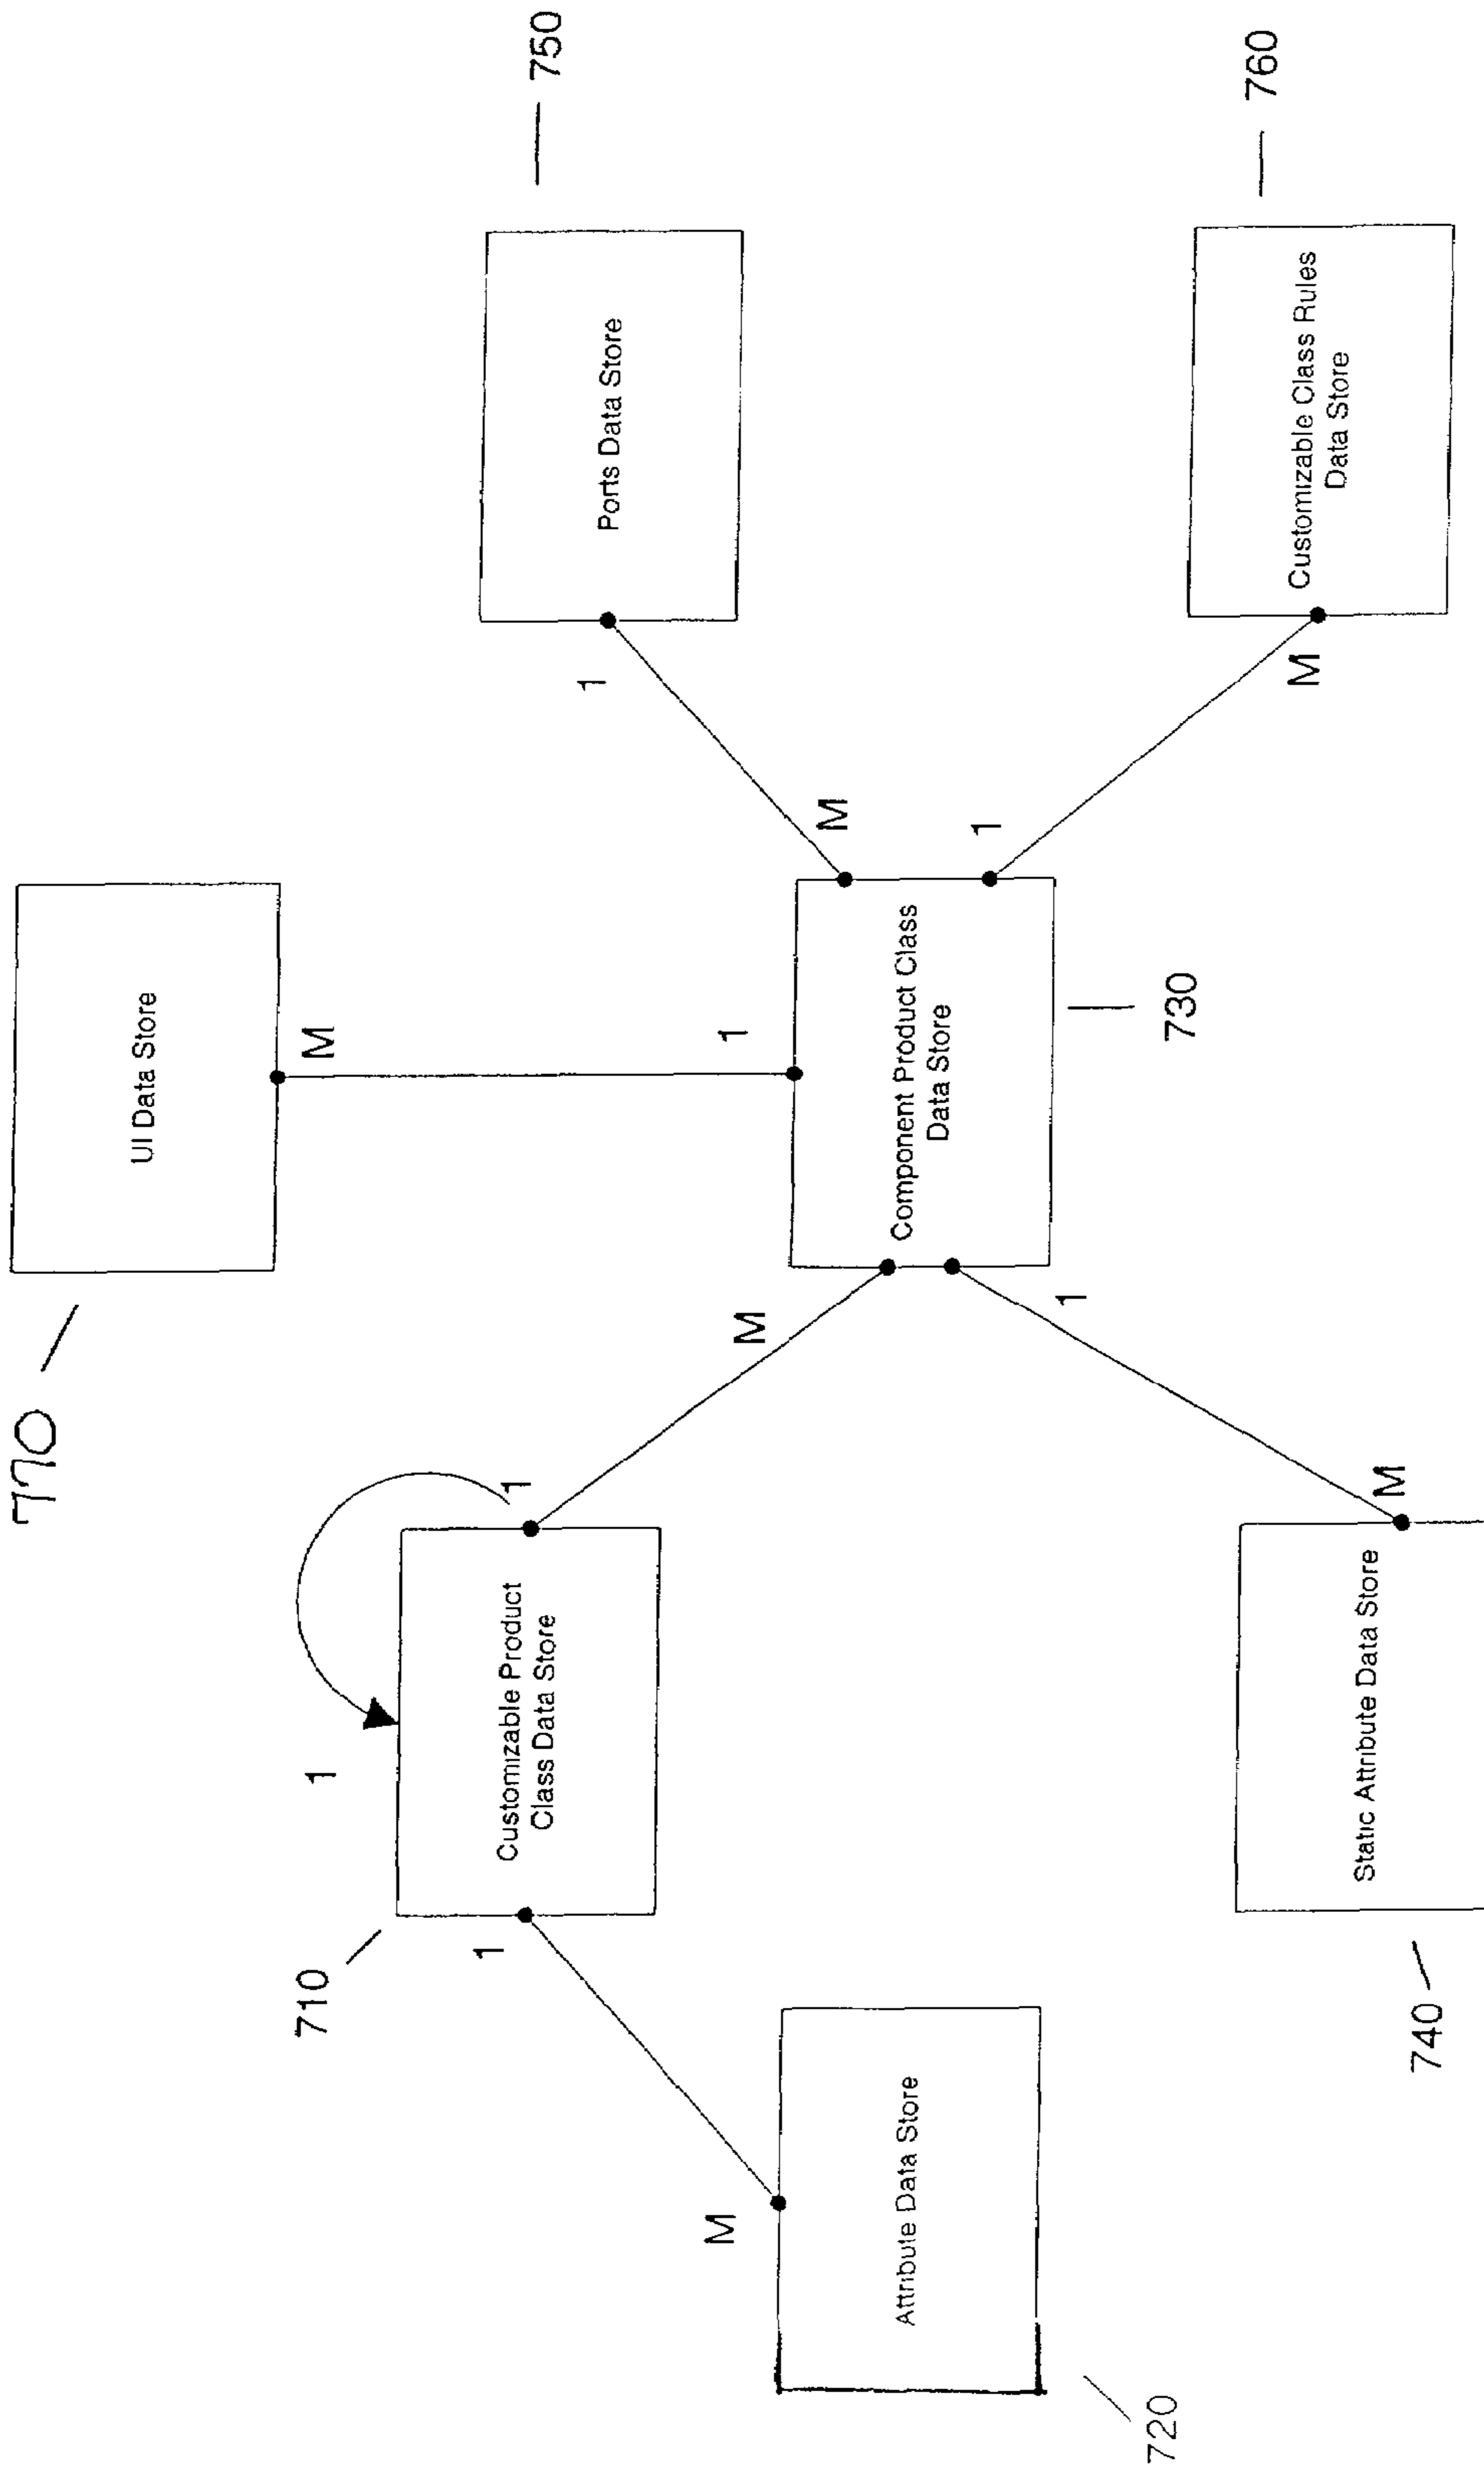 770
UI Data Store
M
1
750
Ports Data Store
1
M
710
1
1
Customizable Product
Class Data Store
1
M
Component Product Class
Data Store
730
1
760
Customizable Class Rules
Data Store
M
M
Attribute Data Store
720
1
M
Static Attribute Data Store
740